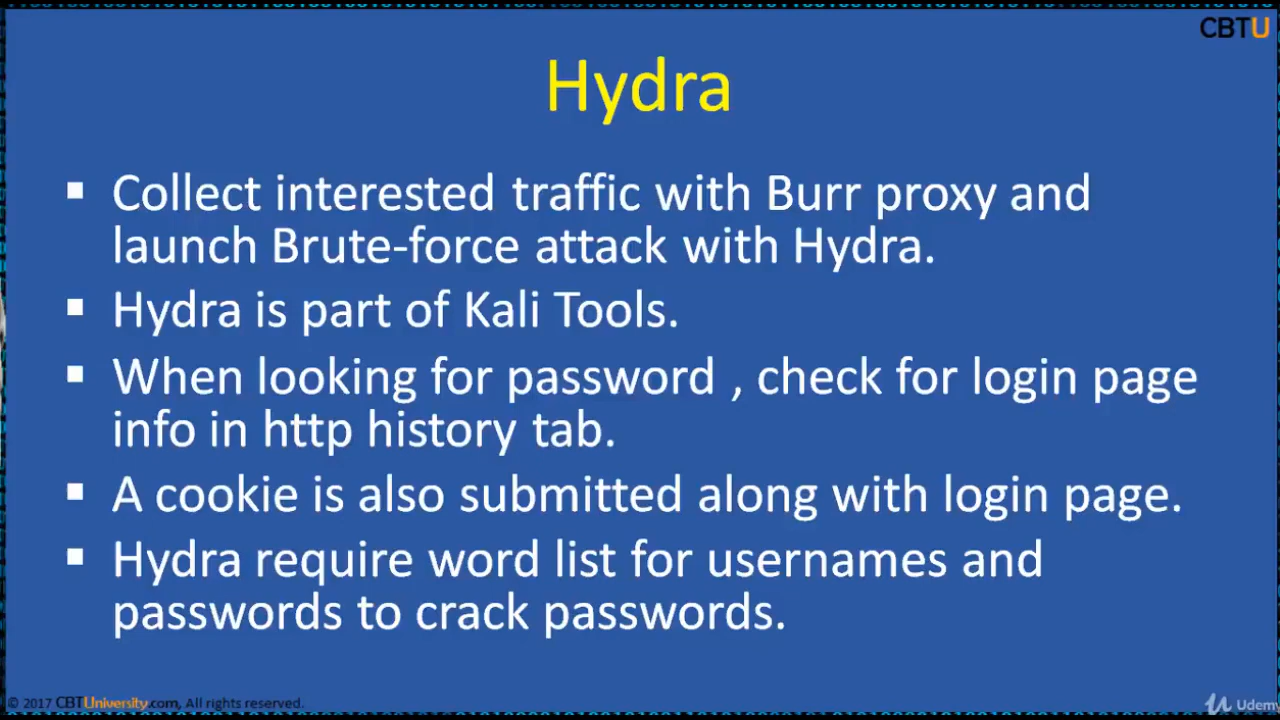 CBTU
Hydra
▪ Collect interested traffic with Burr proxy and
launch Brute-force attack with Hydra.
▪ Hydra is part of Kali Tools.
▪ When looking for password , check for login page
info in http history tab.
▪ A cookie is also submitted along with login page.
▪ Hydra require word list for usernames and
passwords to crack passwords.
© 2017 CBTUniversity.com, All rights reserved.
Udemy